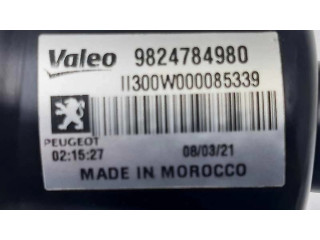 Valeo 9824784980
II300W000085339
PEUGEOT
02:15:27 08/03/21
MADE IN MOROCCO